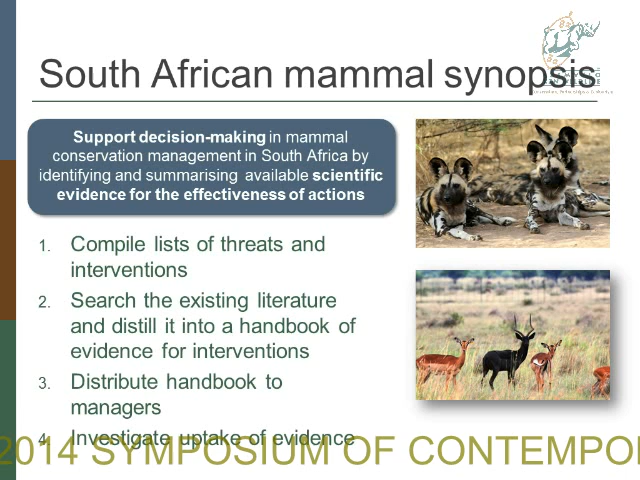 South African mammal synopsis
Support decision-making in mammal
conservation management in South Africa by
identifying and summarising available scientific
evidence for the effectiveness of actions
1. Compile lists of threats and
interventions
2. Search the existing literature
and distill it into a handbook of
evidence for interventions
3. Distribute handbook to
managers
4. Investigate uptake of evidence
2014 SYMPOSIUM OF CONTEMPO